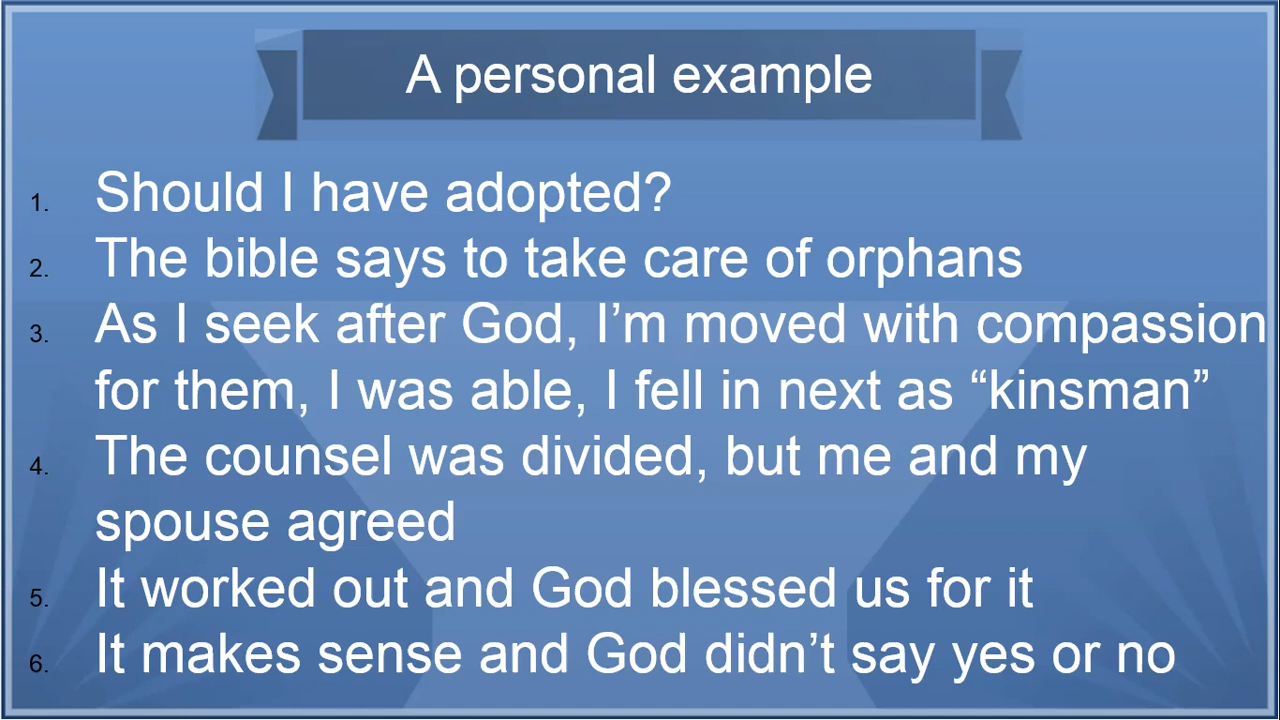 A personal example
1. Should I have adopted?
2. The bible says to take care of orphans
3. As I seek after God, I’m moved with compassion
for them, I was able, I fell in next as “kinsman”
4. The counsel was divided, but me and my
spouse agreed
5. It worked out and God blessed us for it
6. It makes sense and God didn’t say yes or no